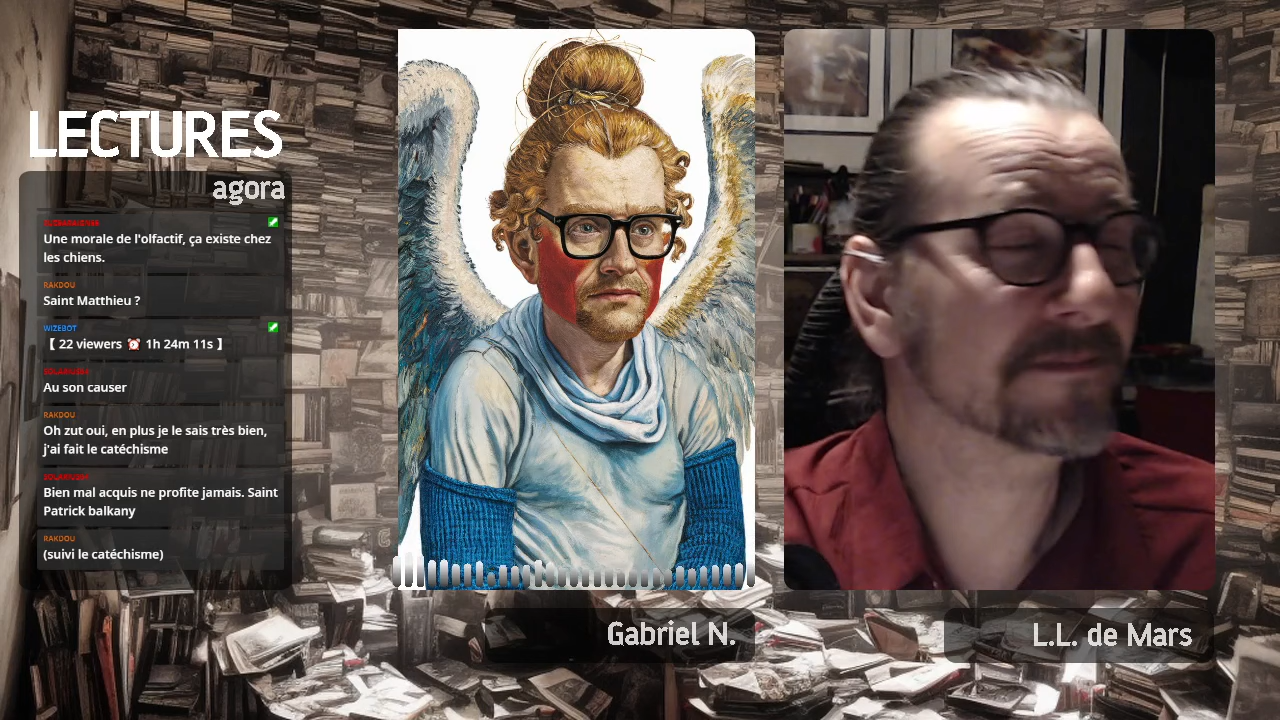 LECTURES
agora
Une morale de l'olfactif, ça existe chez
les chiens.
RAKDOU
Saint Matthieu ?
WIZEBOT
【 22 viewers ⏰ 1h 24m 11s 】
Au son causer
RAKDOU
Oh zut oui, en plus je le sais très bien,
j'ai fait le catéchisme
Bien mal acquis ne profite jamais. Saint
Patrick balkany
RAKDOU
(suivi le catéchisme)
Gabriel N.
L.L. de Mars